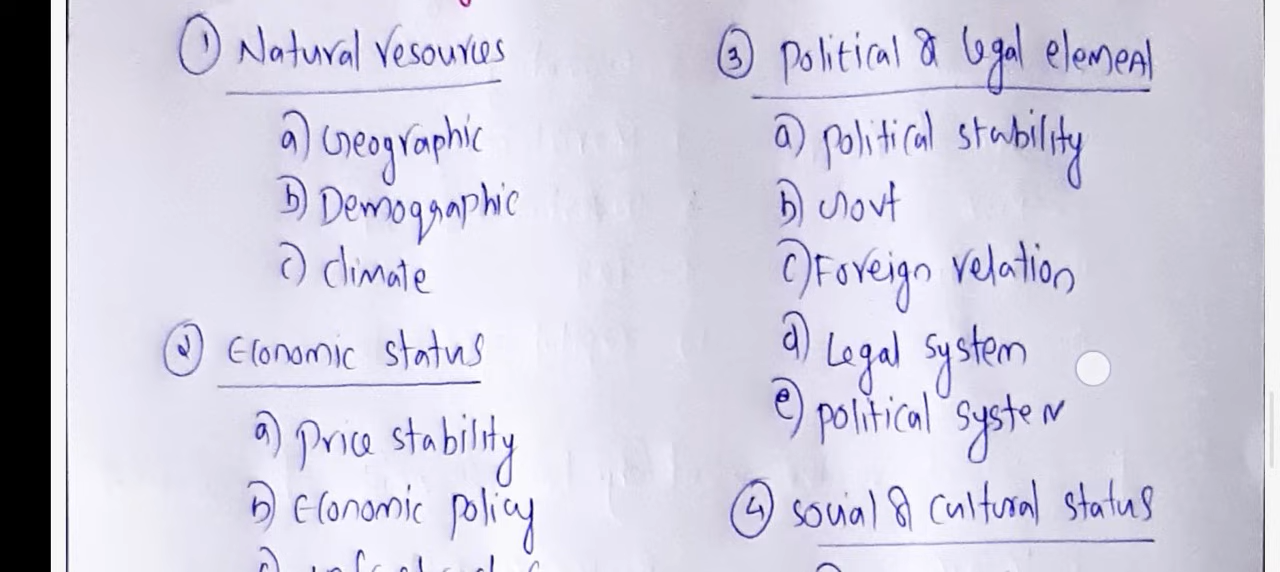 ① Natural resources
a) Geographic
b) Demographic
c) climate
② Economic status
a) price stability
b) Economic policy
③ political & legal element
a) political stability
b) Govt
c) Foreign relation
d) Legal system
e) political system
④ social & cultural status